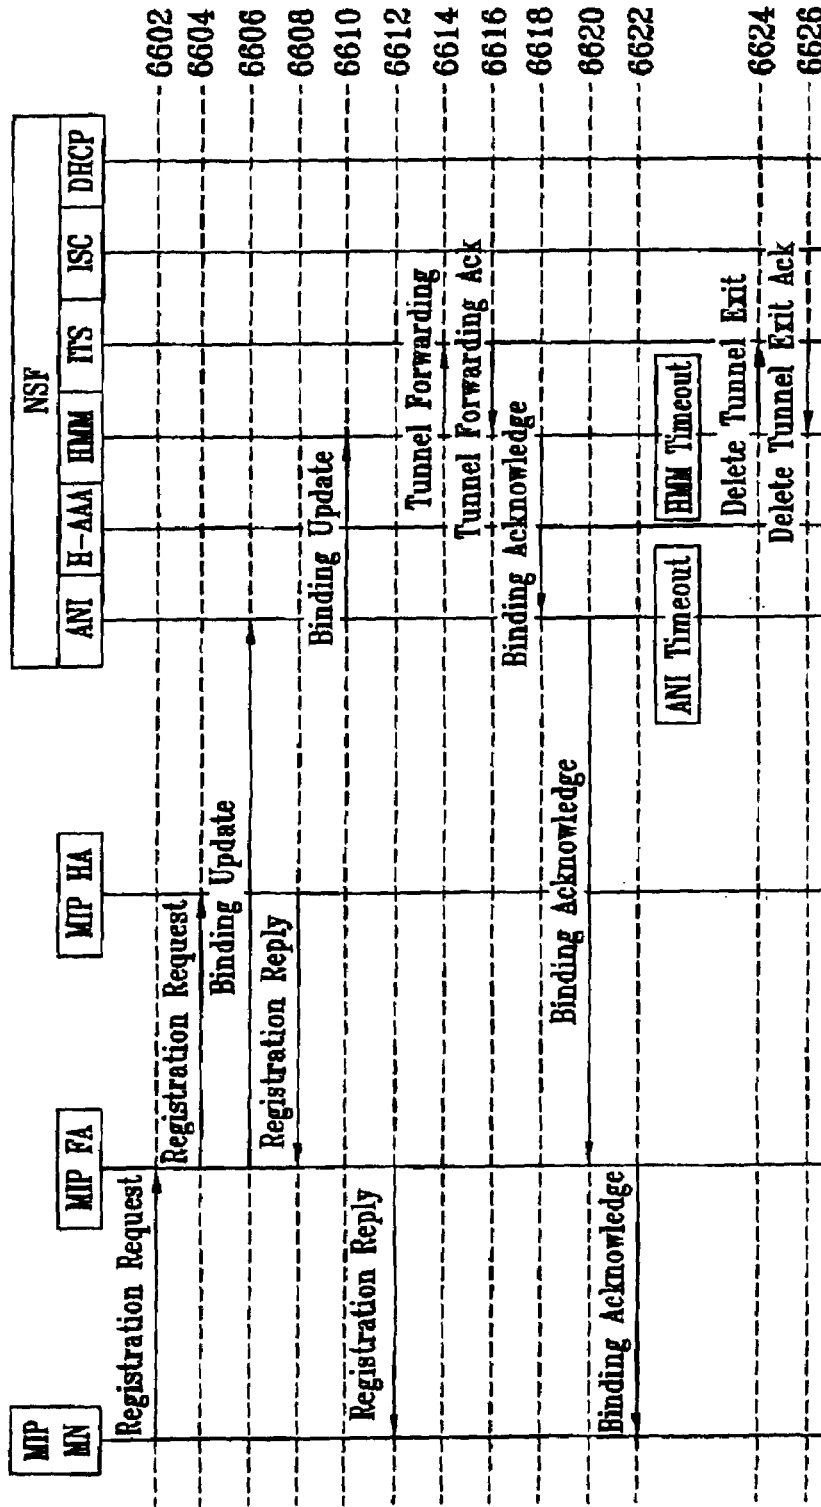 MIP
MN
MIP FA
MIP HA
NSF
ANI
H-AAA
HMM
ITS
ISC
DHCP
Registration Request
6602
Registration Request
6604
Binding Update
6606
Registration Reply
6608
Binding Update
6610
Registration Reply
6612
Tunnel Forwarding
6614
Tunnel Forwarding Ack
6616
Binding Acknowledge
6618
Binding Acknowledge
6620
Binding Acknowledge
6622
ANI Timeout
HMM Timeout
Delete Tunnel Exit
6624
Delete Tunnel Exit Ack
6626